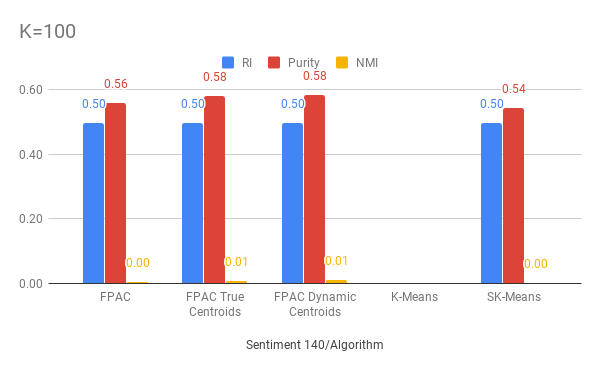 K=100
RI Purity NMI
0.60
0.40
0.20
0.00
0.50 0.56 0.00
0.50 0.58 0.01
0.50 0.58 0.01
0.50 0.54 0.00
FPAC
FPAC True
Centroids
FPAC Dynamic
Centroids
K-Means
SK-Means
Sentiment 140/Algorithm